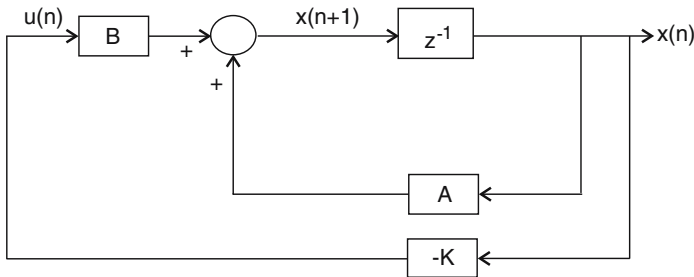 u(n)
B
+
+
x(n+1)
z⁻¹
x(n)
A
-K